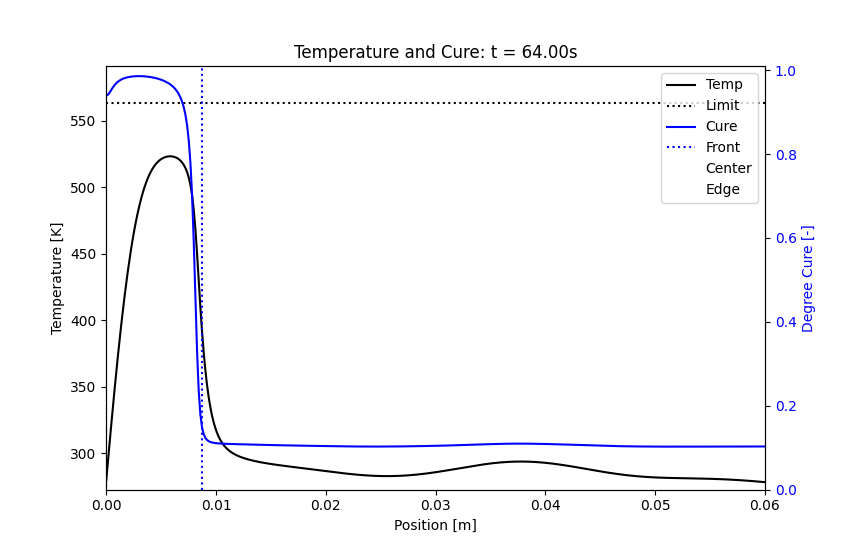 Temperature and Cure: t = 64.00s
Temp
Limit
Cure
Front
Center
Edge
Temperature [K]
550
500
450
400
350
300
Degree Cure [-]
1.0
0.8
0.6
0.4
0.2
0.0
0.00 0.01 0.02 0.03 0.04 0.05 0.06
Position [m]